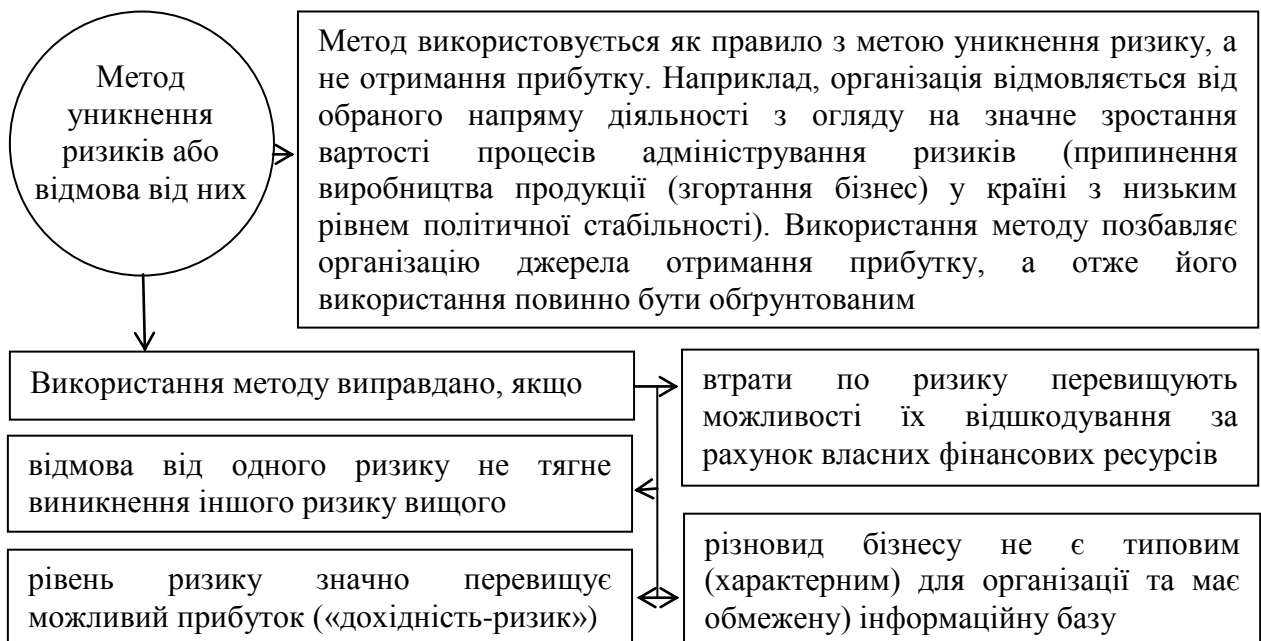 Метод
уникнення
ризиків або
відмова від них
Метод використовується як правило з метою уникнення ризику, а
не отримання прибутку. Наприклад, організація відмовляється від
обраного напряму діяльності з огляду на значне зростання
вартості процесів адміністрування ризиків (припинення
виробництва продукції (згортання бізнес) у країні з низьким
рівнем політичної стабільності). Використання методу позбавляє
організацію джерела отримання прибутку, а отже його
використання повинно бути обґрунтованим
Використання методу виправдано, якщо
втрати по ризику перевищують
можливості їх відшкодування за
рахунок власних фінансових ресурсів
відмова від одного ризику не тягне
виникнення іншого ризику вищого
рівень ризику значно перевищує
можливий прибуток («дохідність-ризик»)
різновид бізнесу не є типовим
(характерним) для організації та має
обмежену) інформаційну базу